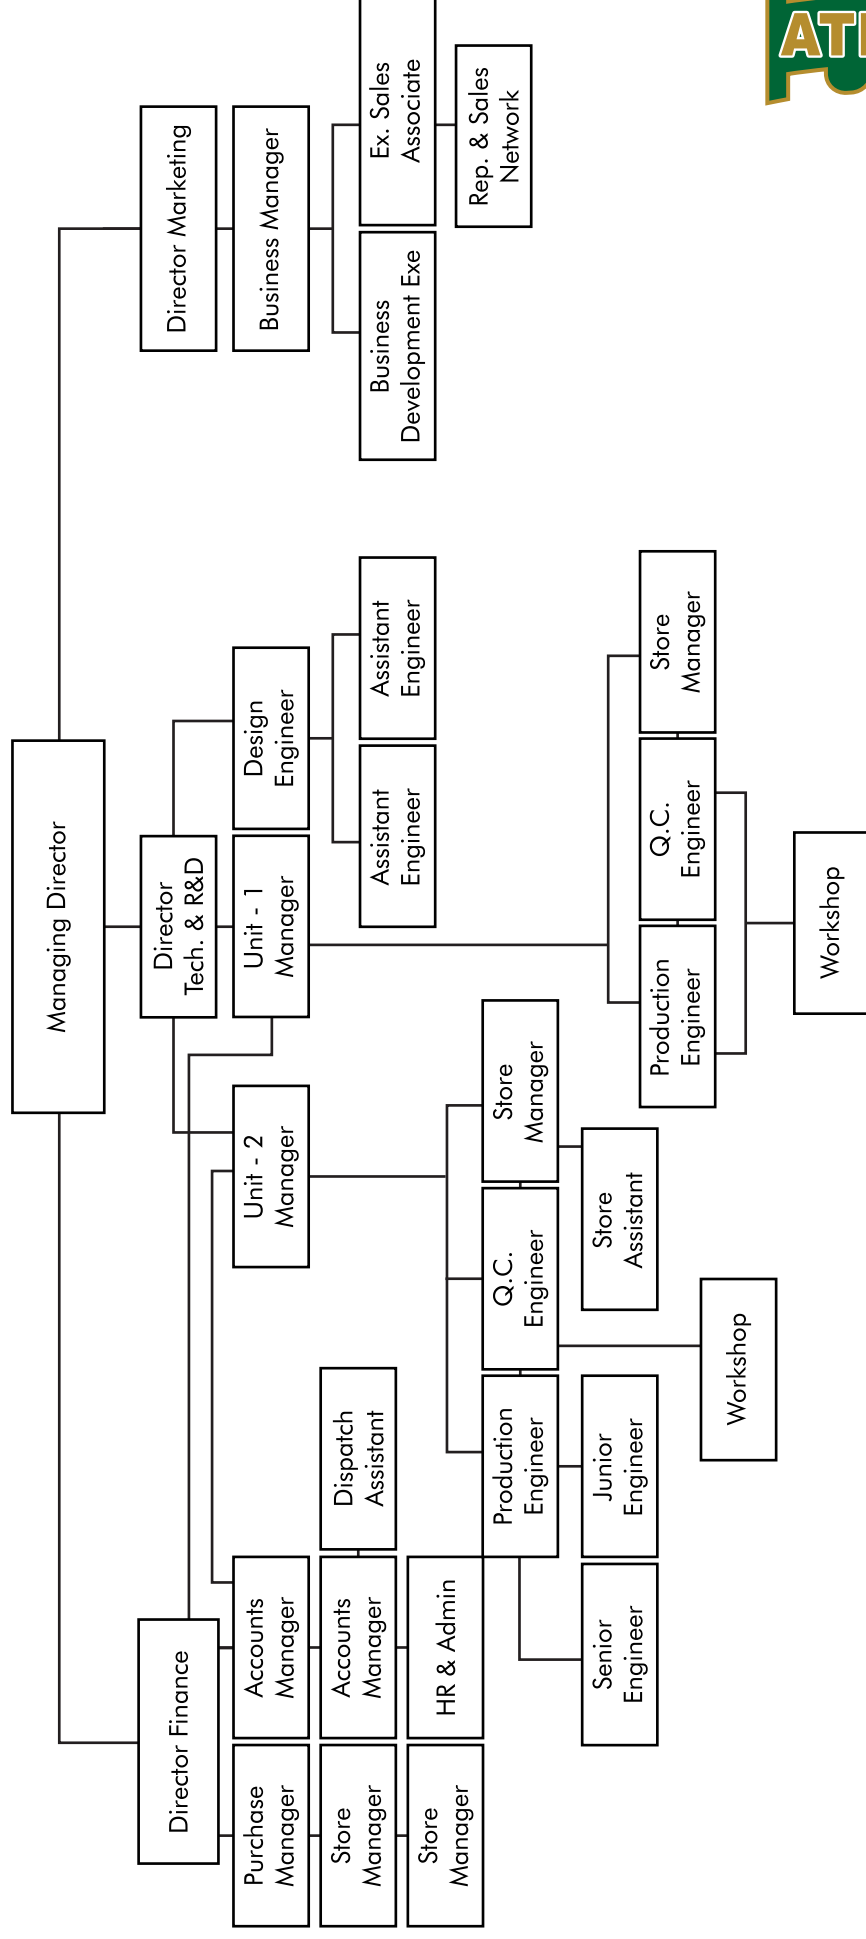 Managing Director
Director Finance
Director
Tech. & R&D
Director Marketing
Purchase
Manager
Accounts
Manager
Unit - 2
Manager
Unit - 1
Manager
Design
Engineer
Business Manager
Store
Manager
Accounts
Manager
Dispatch
Assistant
Assistant
Engineer
Assistant
Engineer
Business
Development Exe
Ex. Sales
Associate
Store
Manager
HR & Admin
Rep. & Sales
Network
Production
Engineer
Q.C.
Engineer
Store
Manager
Senior
Engineer
Junior
Engineer
Store
Assistant
Production
Engineer
Q.C.
Engineer
Store
Manager
Workshop
Workshop